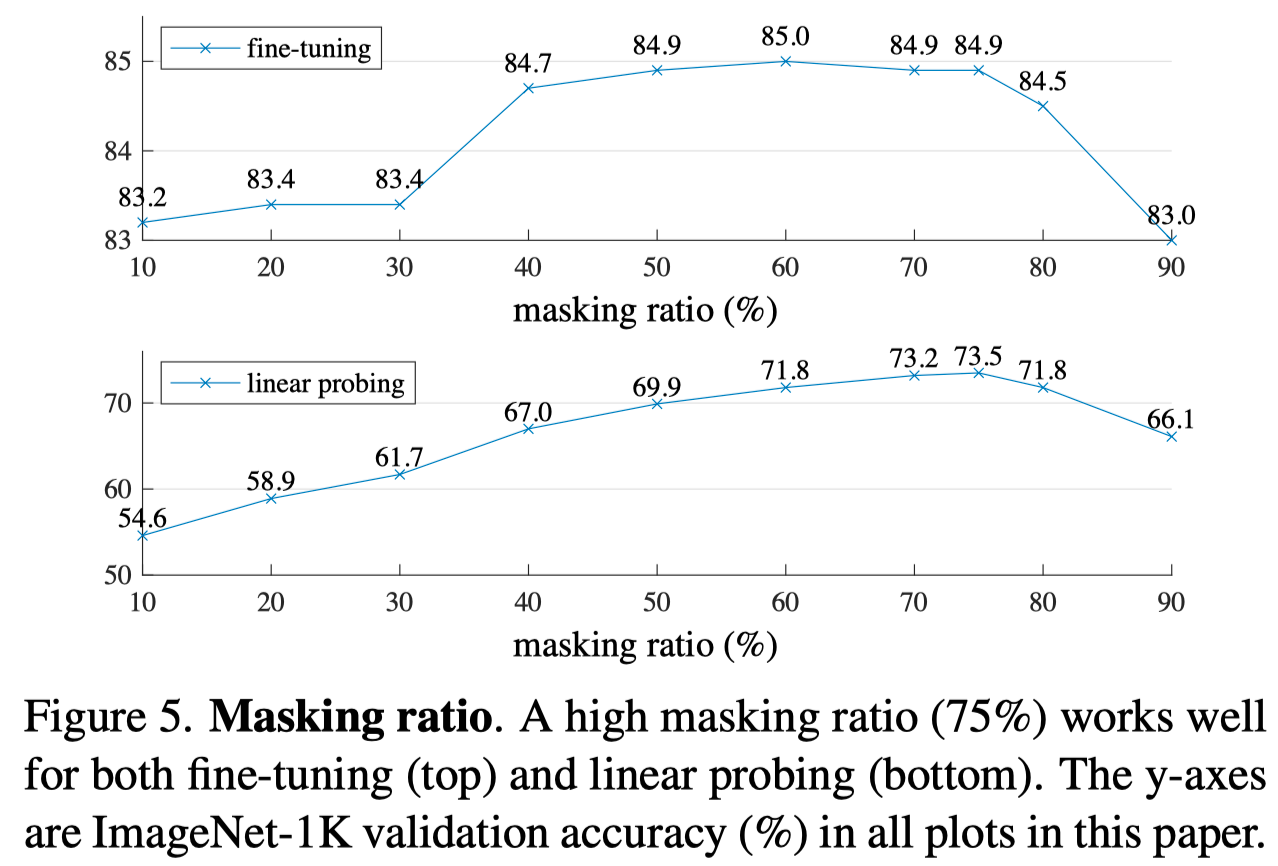 fine-tuning
83.2 83.4 83.4 84.7 84.9 85.0 84.9 84.9 84.5 83.0
85
84
83
10 20 30 40 50 60 70 80 90
masking ratio (%)
linear probing
54.6 58.9 61.7 67.0 69.9 71.8 73.2 73.5 71.8 66.1
70
60
50
10 20 30 40 50 60 70 80 90
masking ratio (%)
Figure 5. Masking ratio. A high masking ratio (75%) works well
for both fine-tuning (top) and linear probing (bottom). The y-axes
are ImageNet-1K validation accuracy (%) in all plots in this paper.